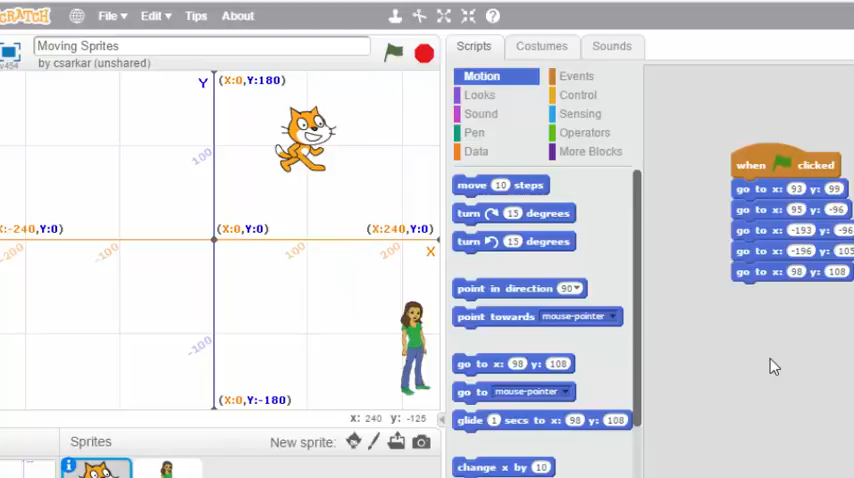 SCRATCH File Edit Tips About
v454
Moving Sprites
by csarkar (unshared)
Y (X:0,Y:180)
100
X:-240,Y:0) (X:0,Y:0) (X:240,Y:0)
-200 -100 100 200 X
-100
(X:0,Y:-180)
x: 240 y: -125
Sprites New sprite:
Scripts Costumes Sounds
Motion Events
Looks Control
Sound Sensing
Pen Operators
Data More Blocks
move 10 steps
turn 15 degrees
turn 15 degrees
point in direction 90
point towards mouse-pointer
go to x: 98 y: 108
go to mouse-pointer
glide 1 secs to x: 98 y: 108
change x by 10
when clicked
go to x: 93 y: 99
go to x: 95 y: -96
go to x: -193 y: -96
go to x: -196 y: 105
go to x: 98 y: 108